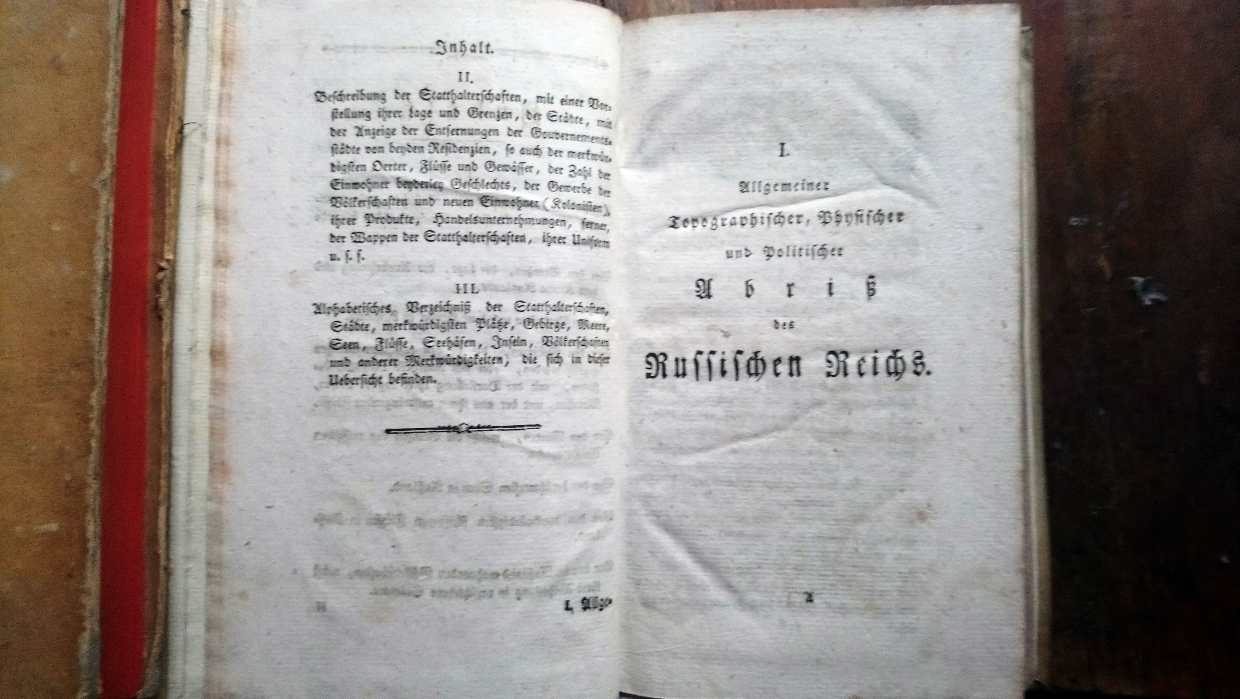 Inhalt.
II.
Beschreibung der Statthalterschaften, mit einer Vor-
stellung ihrer Lage und Grenzen, der Städte, mit
der Anzeige der Entfernungen der Gouvernements-
städte von beyden Residenzien, so auch der merkwür-
digsten Oerter, Flüsse und Gewässer, der Zahl der
Einwohner beyderley Geschlechts, der Gewerbe der
Völkerschaften und neuen Einwohner (Kolonisten),
ihrer Produkte, Handelsunternehmungen, ferner,
der Wappen der Statthalterschaften, ihrer Uniform
u. s. f.
III.
Alphabetisches Verzeichniß der Statthalterschaften,
Städte, merkwürdigsten Plätze, Gebirge, Meere,
Seen, Flüsse, Seehäfen, Inseln, Völkerschaften
und anderer Merkwürdigkeiten, die sich in dieser
Uebersicht befinden.
I. Allge-
I.
Allgemeiner
Topographischer, Physischer
und Politischer
Abriß
des
Russischen Reichs.
A